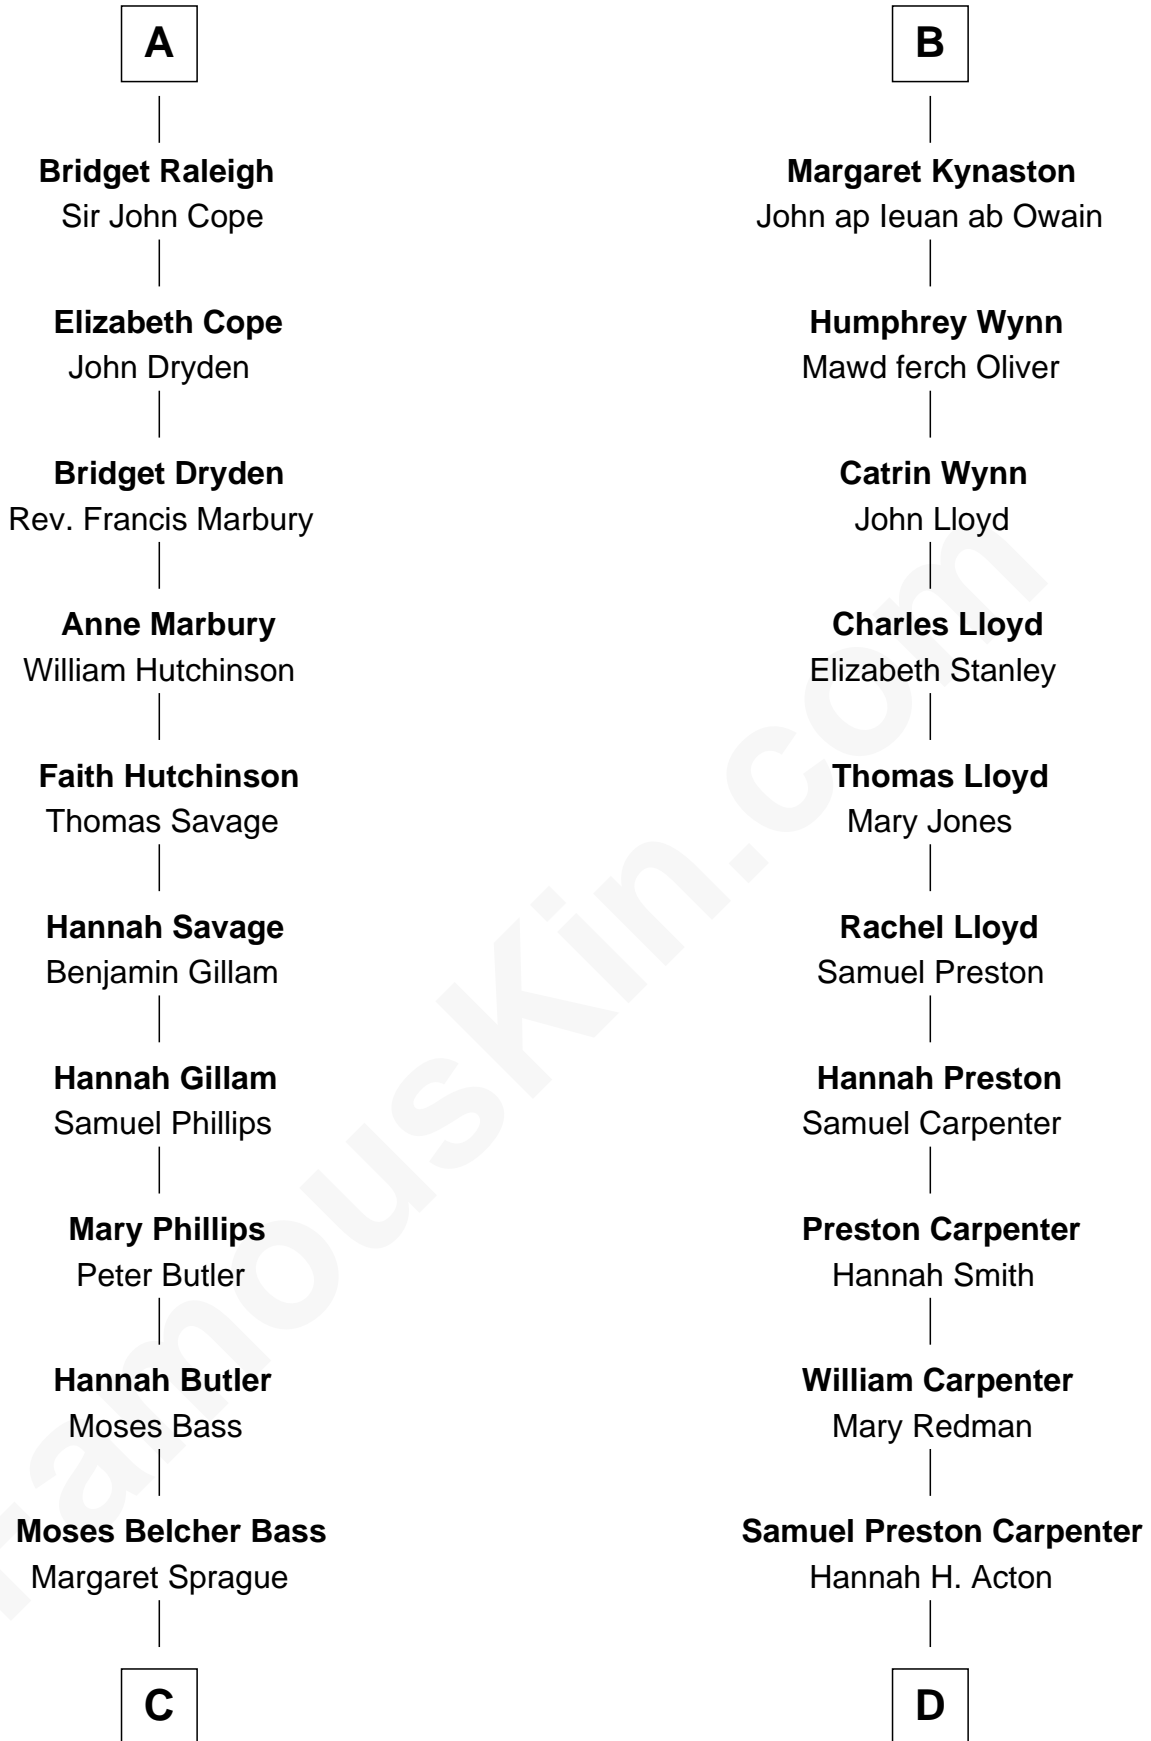 A
Bridget Raleigh
Sir John Cope
Elizabeth Cope
John Dryden
Bridget Dryden
Rev. Francis Marbury
Anne Marbury
William Hutchinson
Faith Hutchinson
Thomas Savage
Hannah Savage
Benjamin Gillam
Hannah Gillam
Samuel Phillips
Mary Phillips
Peter Butler
Hannah Butler
Moses Bass
Moses Belcher Bass
Margaret Sprague
C
B
Margaret Kynaston
John ap Ieuan ab Owain
Humphrey Wynn
Mawd ferch Oliver
Catrin Wynn
John Lloyd
Charles Lloyd
Elizabeth Stanley
Thomas Lloyd
Mary Jones
Rachel Lloyd
Samuel Preston
Hannah Preston
Samuel Carpenter
Preston Carpenter
Hannah Smith
William Carpenter
Mary Redman
Samuel Preston Carpenter
Hannah H. Acton
D
FamousKin.com